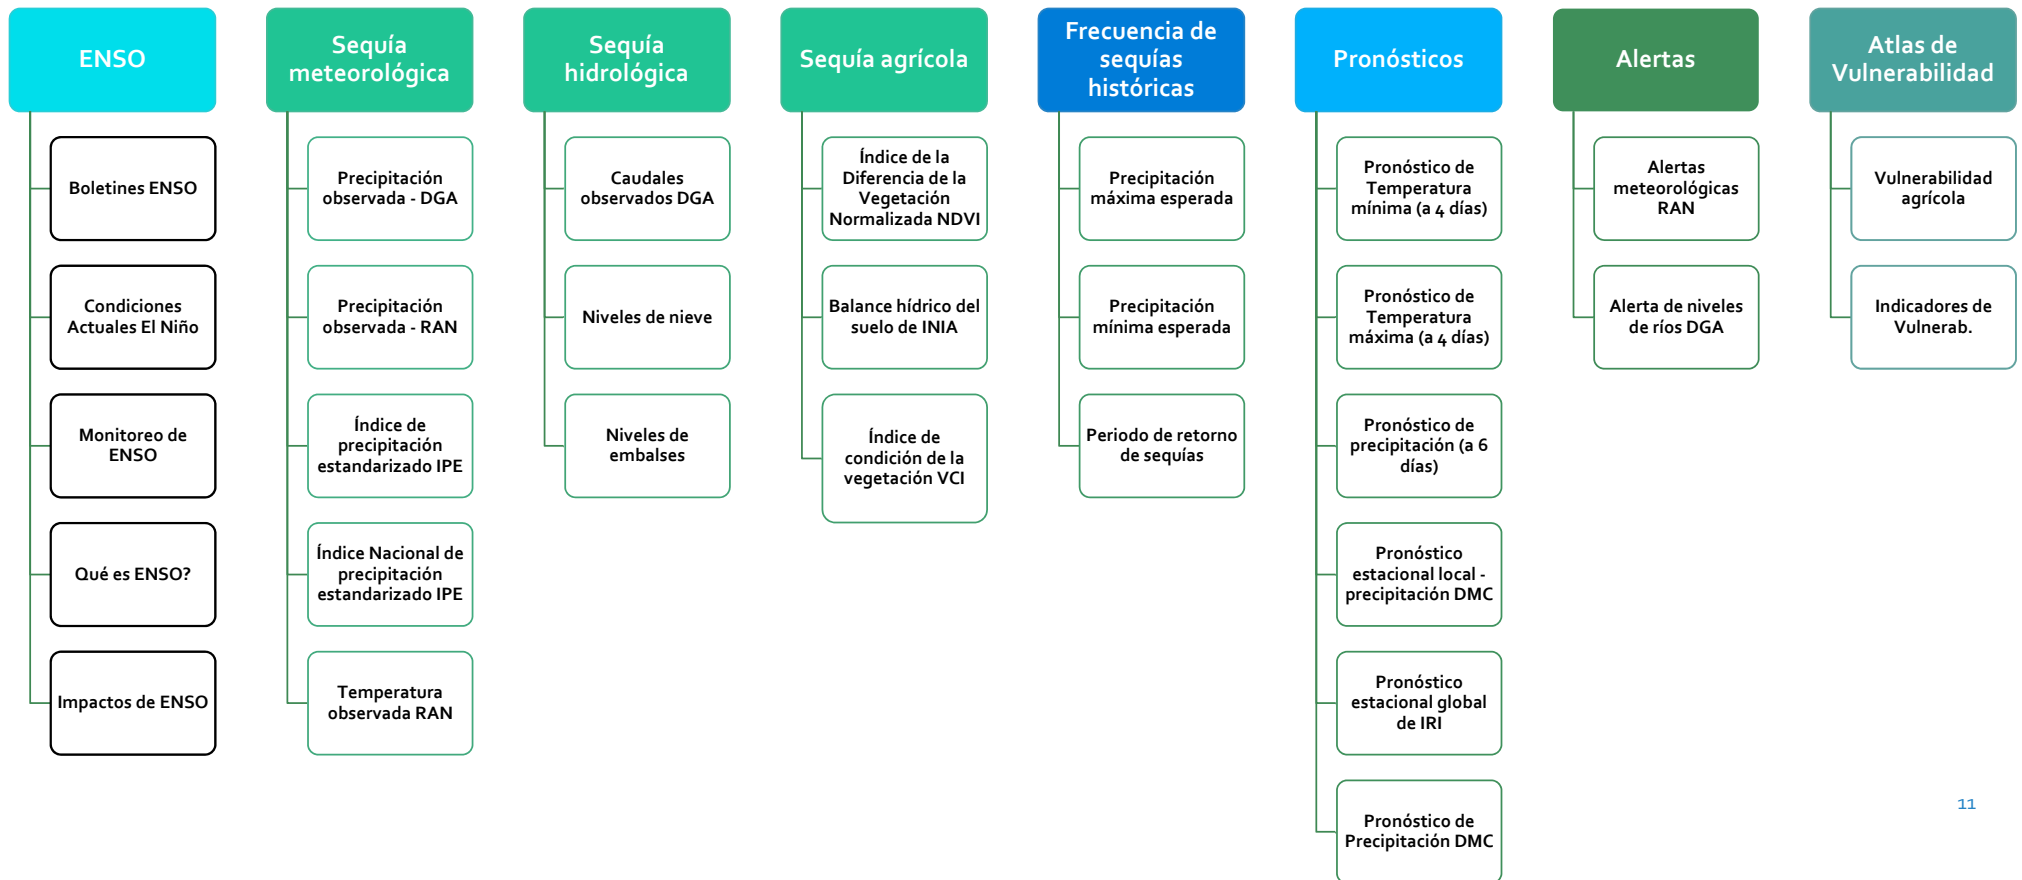 ENSO
Boletines ENSO
Condiciones
Actuales El Niño
Monitoreo de
ENSO
Qué es ENSO?
Impactos de ENSO
Sequía
meteorológica
Precipitación
observada - DGA
Precipitación
observada - RAN
Índice de
precipitación
estandarizado IPE
Índice Nacional de
precipitación
estandarizado IPE
Temperatura
observada RAN
Sequía
hidrológica
Caudales
observados DGA
Niveles de nieve
Niveles de
embalses
Sequía agrícola
Índice de la
Diferencia de la
Vegetación
Normalizada NDVI
Balance hídrico del
suelo de INIA
Índice de
condición de la
vegetación VCI
Frecuencia de
sequías
históricas
Precipitación
máxima esperada
Precipitación
mínima esperada
Periodo de retorno
de sequías
Pronósticos
Pronóstico de
Temperatura
mínima (a 4 días)
Pronóstico de
Temperatura
máxima (a 4 días)
Pronóstico de
precipitación (a 6
días)
Pronóstico
estacional local -
precipitación DMC
Pronóstico
estacional global
de IRI
Pronóstico de
Precipitación DMC
Alertas
Alertas
meteorológicas
RAN
Alerta de niveles
de ríos DGA
Atlas de
Vulnerabilidad
Vulnerabilidad
agrícola
Indicadores de
Vulnerab.
11